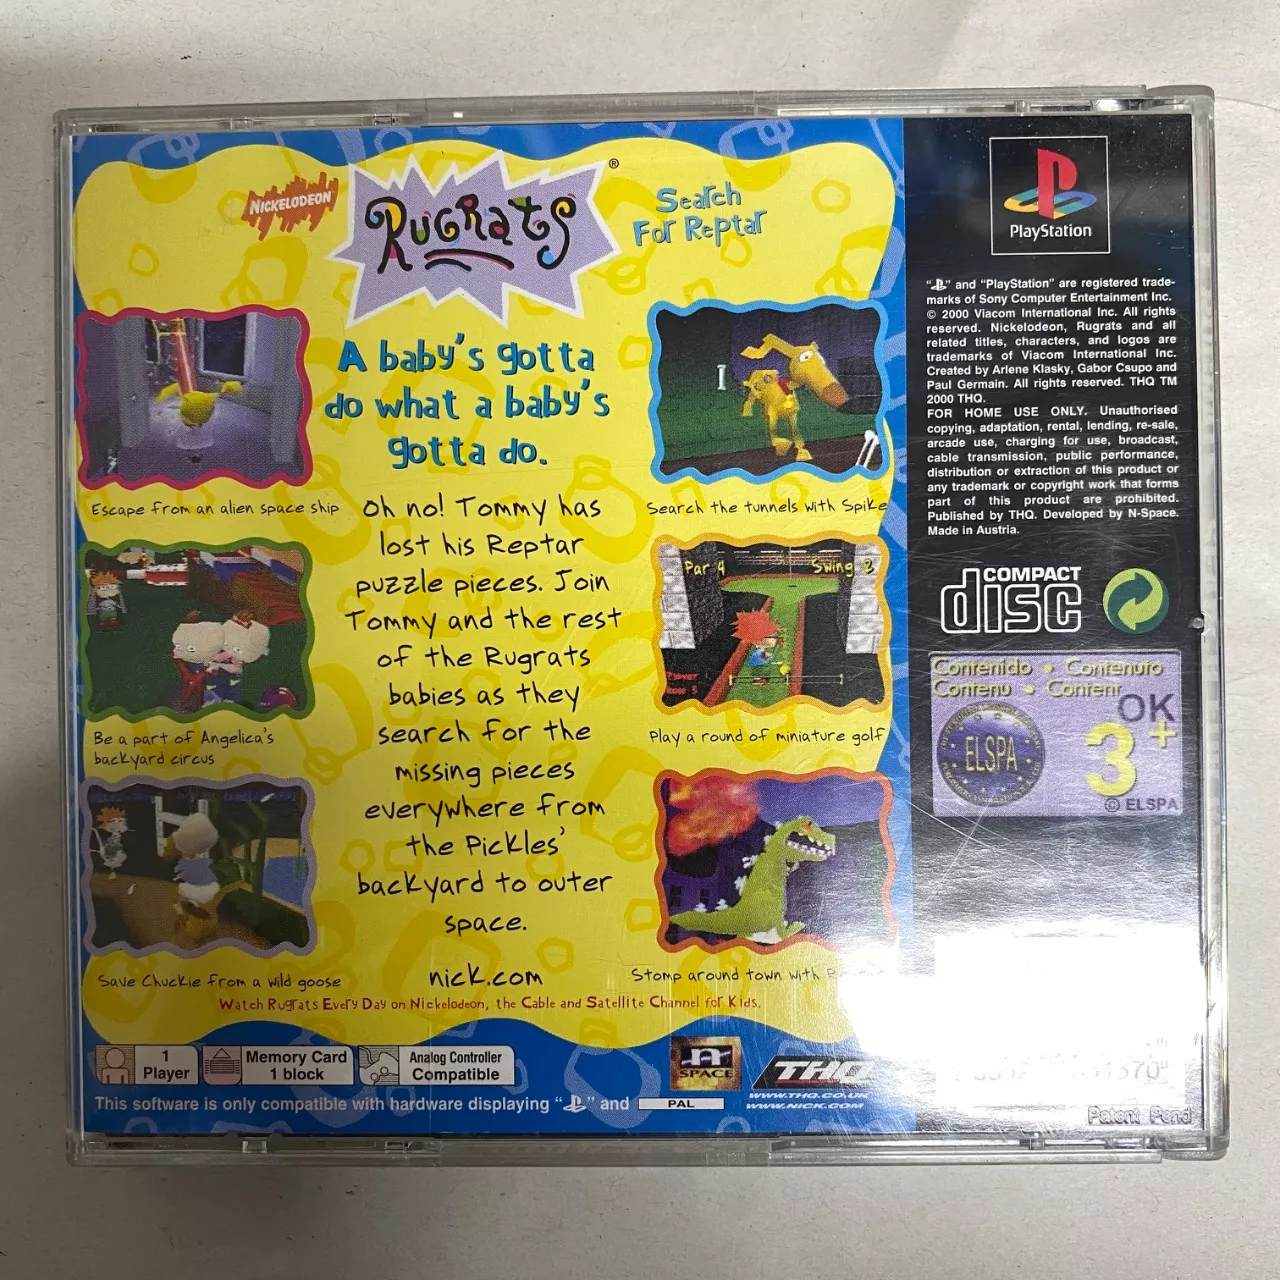 NICKELODEON
RUGRATS®
Search
For Reptar
A baby's gotta
do what a baby's
gotta do.
Escape from an alien space ship
Be a part of Angelica's
backyard circus
Save Chuckie from a wild goose
Oh no! Tommy has
lost his Reptar
puzzle pieces. Join
Tommy and the rest
of the Rugrats
babies as they
search for the
missing pieces
everywhere from
the Pickles'
backyard to outer
space.
nick.com
Search the tunnels with Spike
Par 4
Swing
Play a round of miniature golf
Stomp around town with
Watch Rugrats Every Day on Nickelodeon, the Cable and Satellite Channel for Kids.
1
Player
Memory Card
1 block
Analog Controller
Compatible
This software is only compatible with hardware displaying " " and PAL
n
SPACE
THQ
WWW.THQ.CO.UK
WWW.NICK.COM
PlayStation
" " and "PlayStation" are registered trade-
marks of Sony Computer Entertainment Inc.
© 2000 Viacom International Inc. All rights
reserved. Nickelodeon, Rugrats and all
related titles, characters, and logos are
trademarks of Viacom International Inc.
Created by Arlene Klasky, Gabor Csupo and
Paul Germain. All rights reserved. THQ TM
2000 THQ.
FOR HOME USE ONLY. Unauthorised
copying, adaptation, rental, lending, re-sale,
arcade use, charging for use, broadcast,
cable transmission, public performance,
distribution or extraction of this product or
any trademark or copyright work that forms
part of this product are prohibited.
Published by THQ. Developed by N-Space.
Made in Austria.
COMPACT
disc
Contenido • Contenuto
Contenu • Content
OK
3+
ELSPA
© ELSPA
Patent Pend